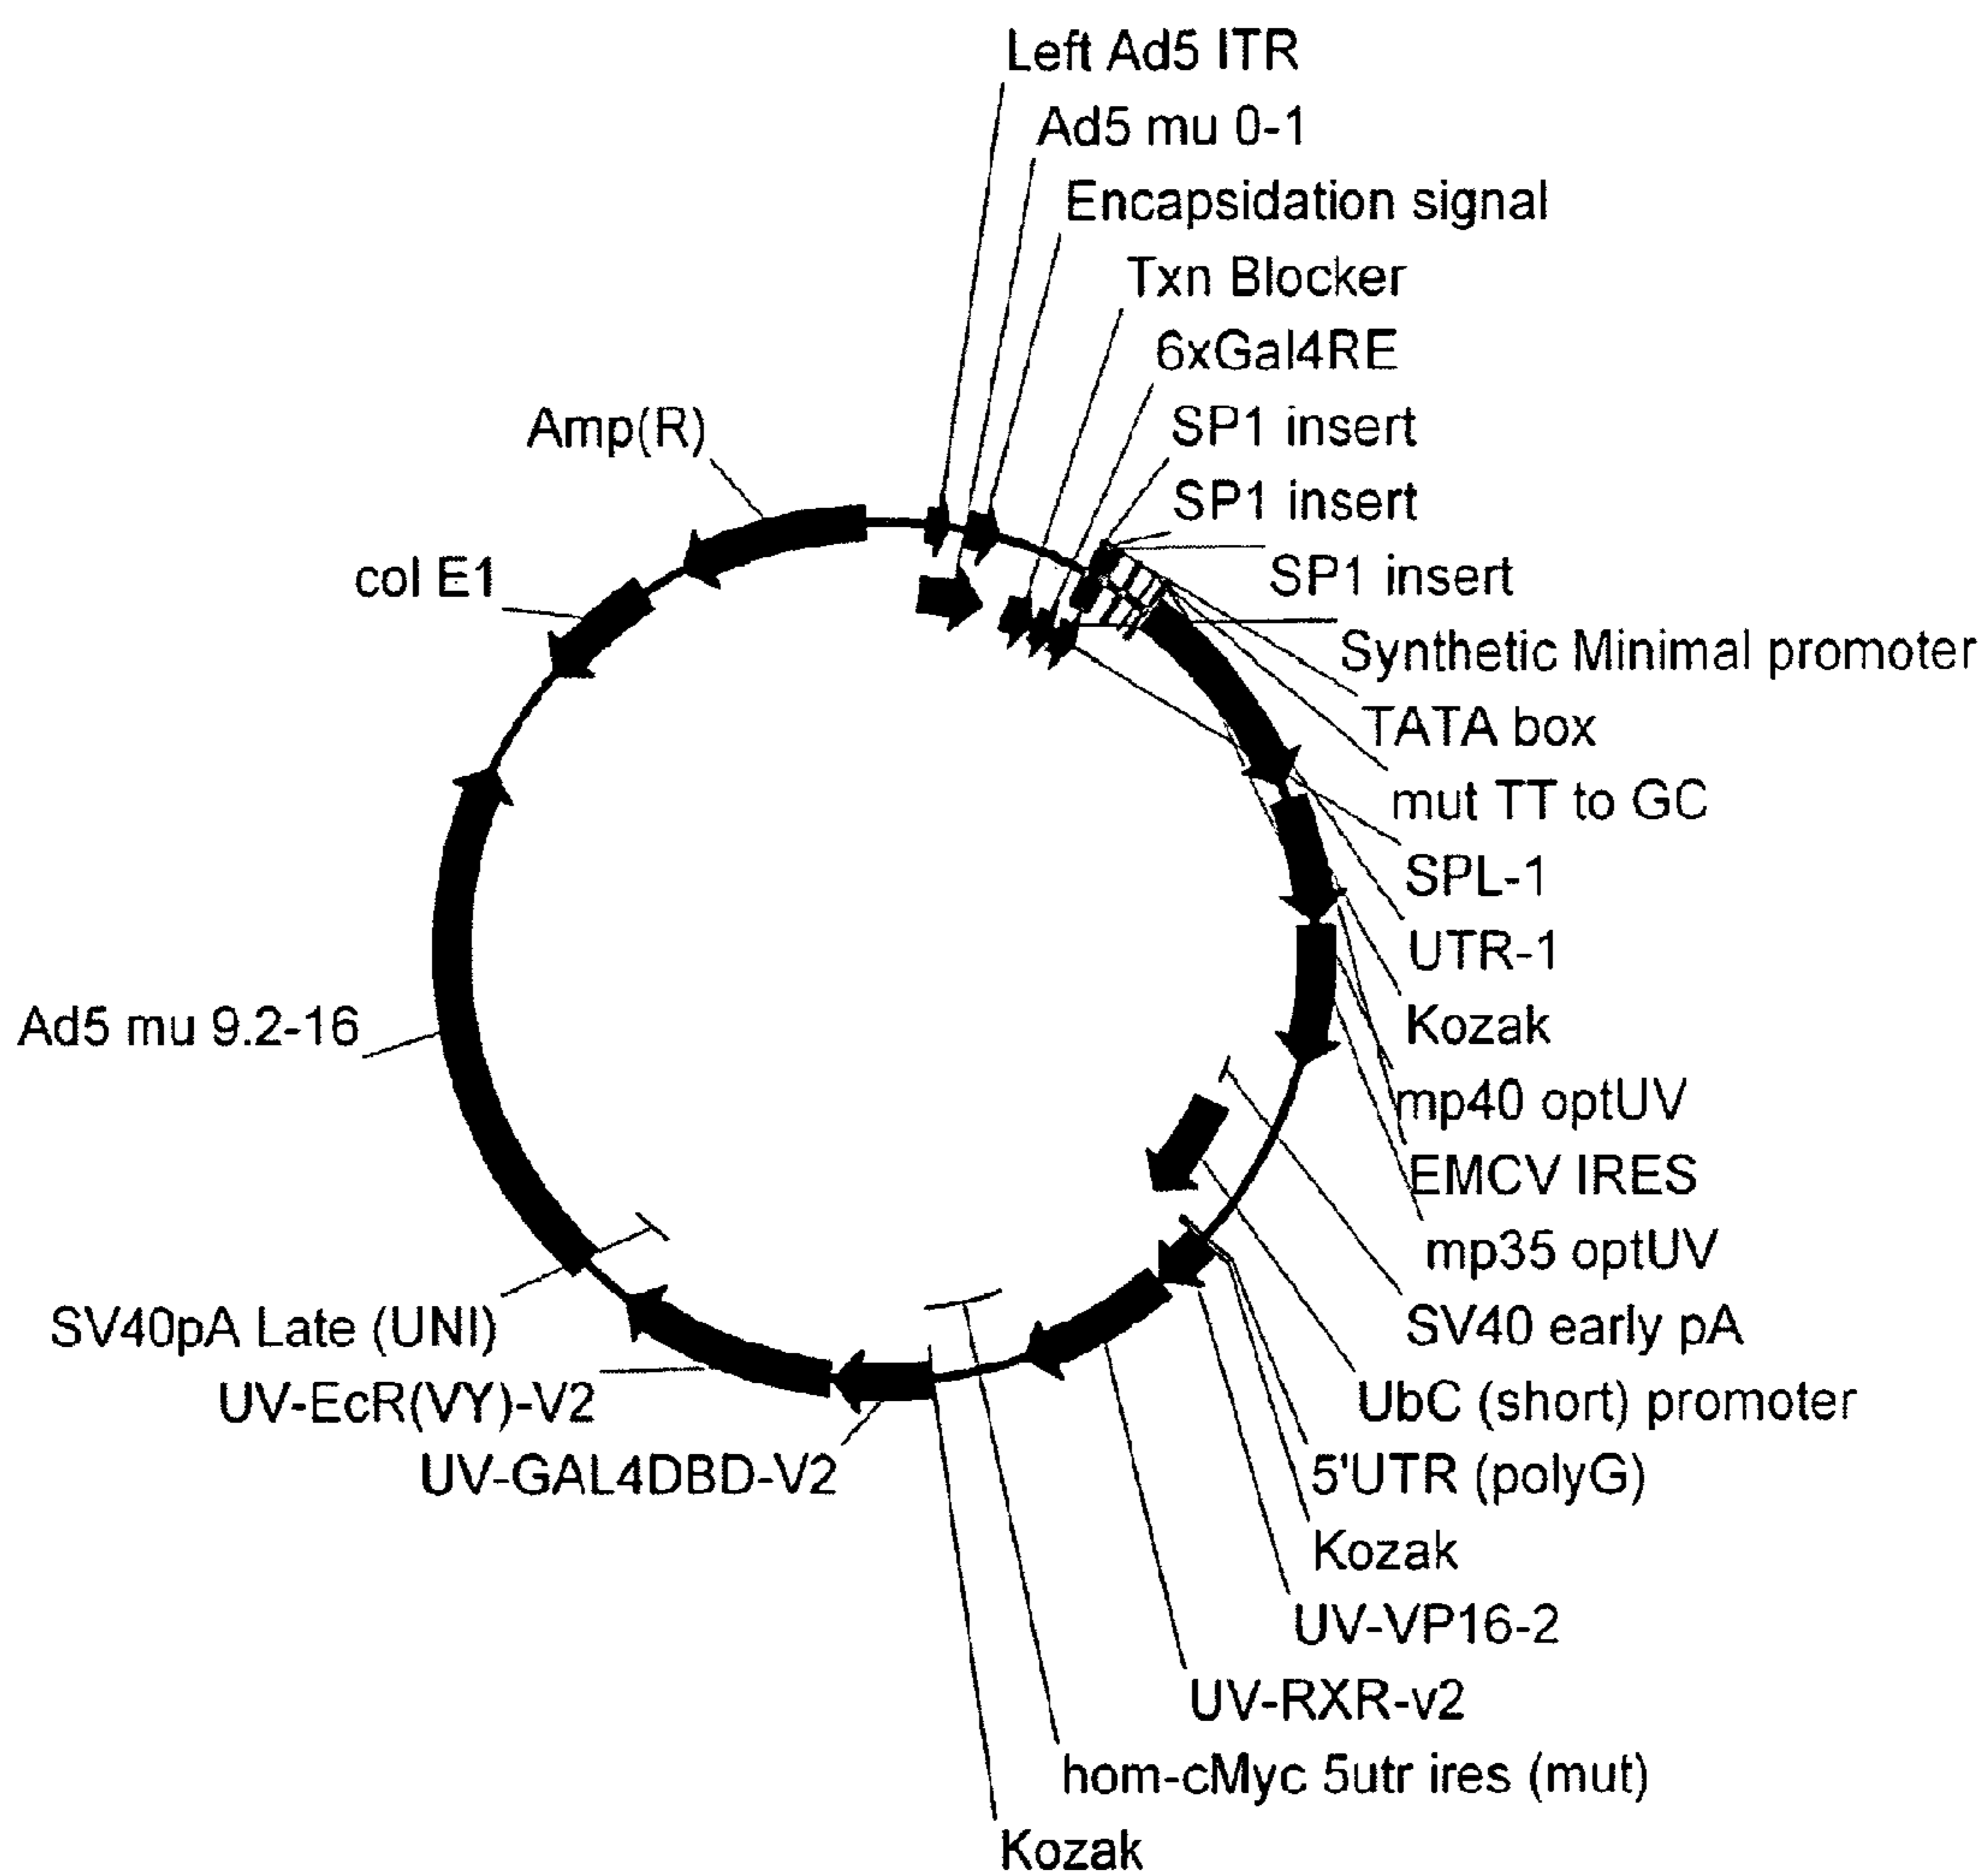 Left Ad5 ITR
Ad5 mu 0-1
Encapsidation signal
Txn Blocker
6xGal4RE
SP1 insert
SP1 insert
SP1 insert
Synthetic Minimal promoter
TATA box
mut TT to GC
SPL-1
UTR-1
Kozak
mp40 optUV
EMCV IRES
mp35 optUV
SV40 early pA
UbC (short) promoter
5'UTR (polyG)
Kozak
UV-VP16-2
UV-RXR-v2
hom-cMyc 5utr ires (mut)
Kozak
UV-GAL4DBD-V2
UV-EcR(VY)-V2
SV40pA Late (UNI)
Ad5 mu 9.2-16
col E1
Amp(R)